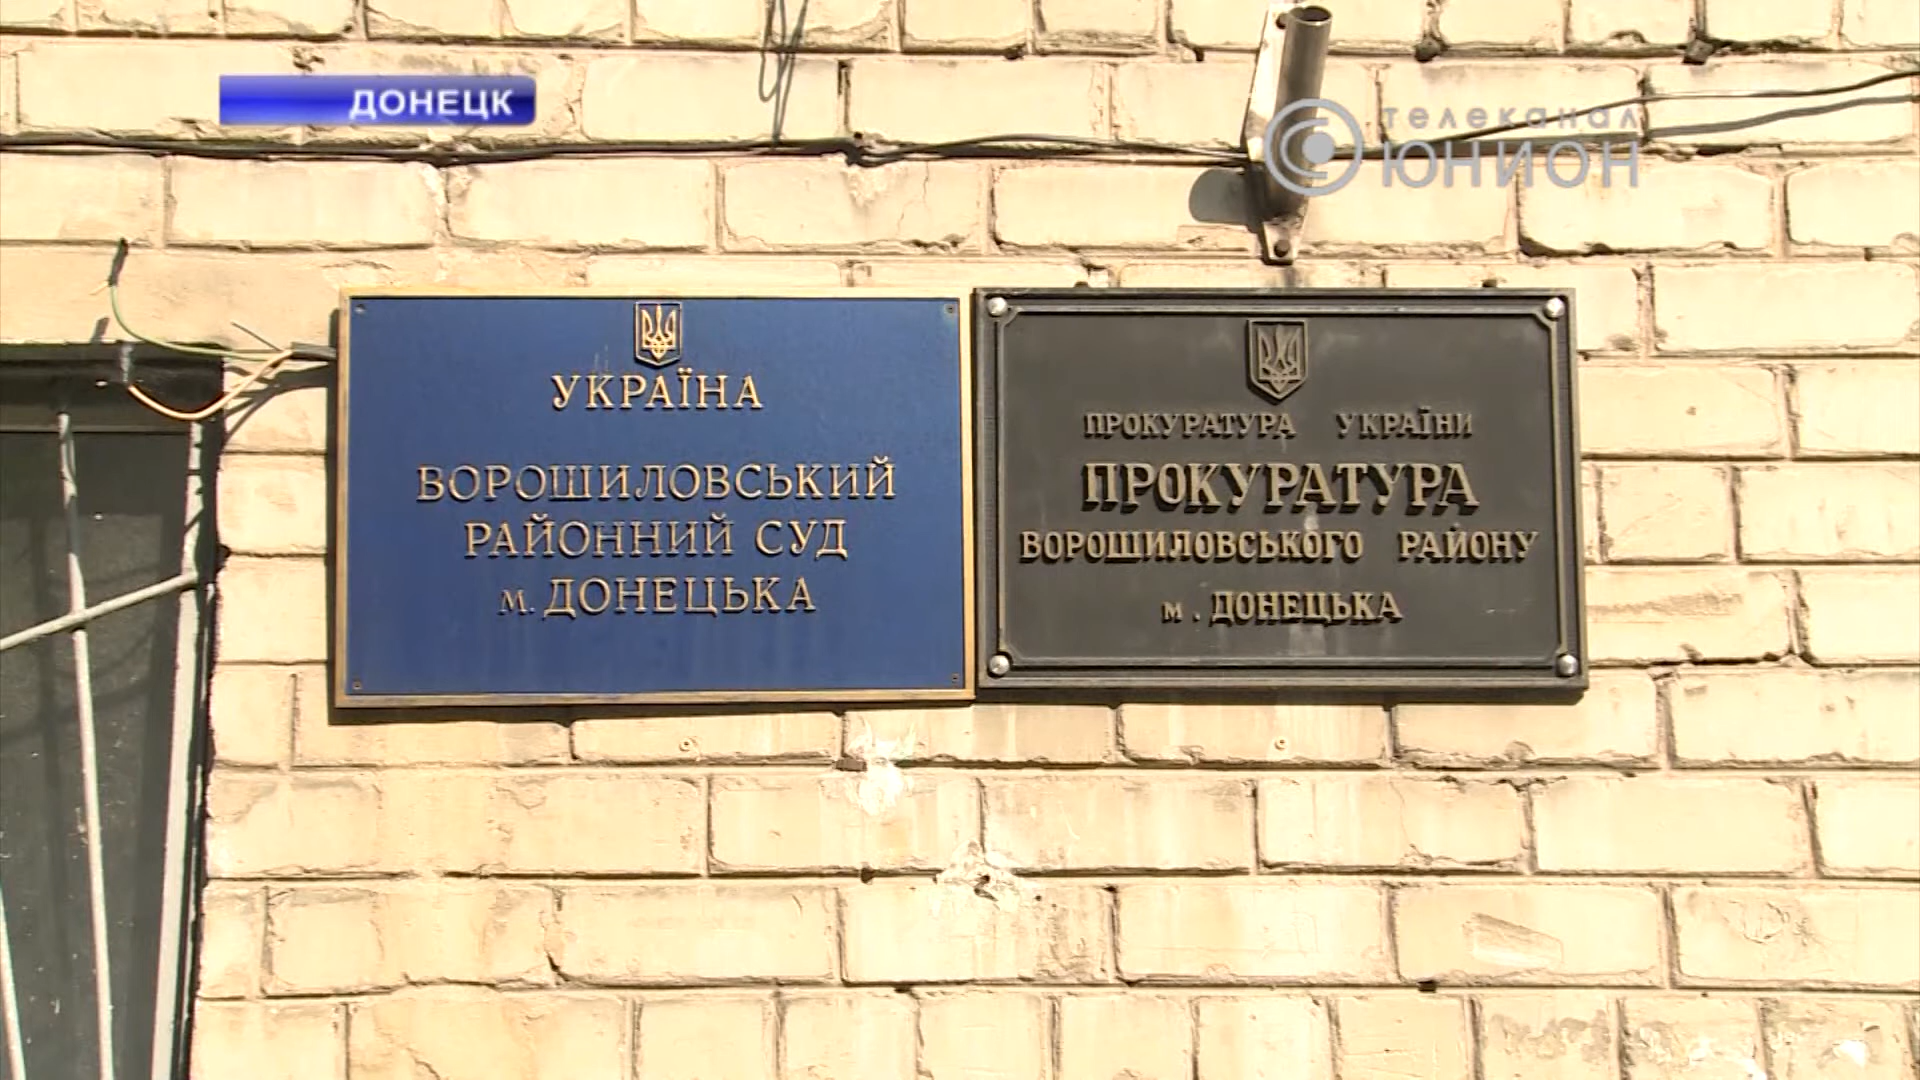 ДОНЕЦК
телеканал
ЮНИОН
УКРАЇНА
ВОРОШИЛОВСЬКИЙ
РАЙОННИЙ СУД
м. ДОНЕЦЬКА
ПРОКУРАТУРА УКРАЇНИ
ПРОКУРАТУРА
ВОРОШИЛОВСЬКОГО РАЙОНУ
м. ДОНЕЦЬКА